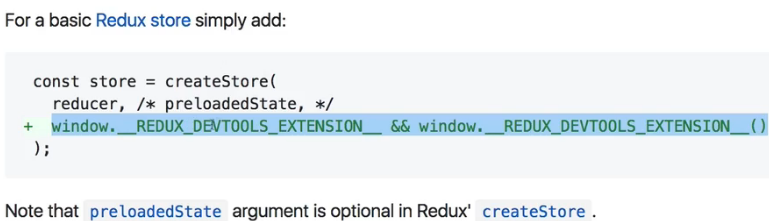 For a basic Redux store simply add:
const store = createStore(
reducer, /* preloadedState, */
+ window.__REDUX_DEVTOOLS_EXTENSION__ && window.__REDUX_DEVTOOLS_EXTENSION__()
);
Note that preloadedState argument is optional in Redux' createStore.